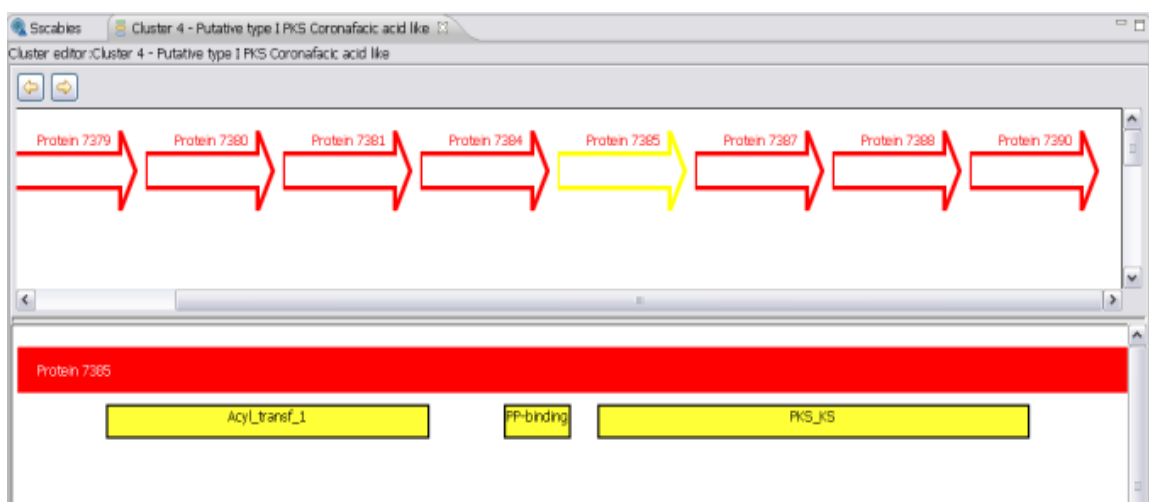 Sscabies Cluster 4 - Putative type I PKS Coronafacic acid like
Cluster editor :Cluster 4 - Putative type I PKS Coronafacic acid like
Protein 7379 Protein 7380 Protein 7381 Protein 7384 Protein 7385 Protein 7387 Protein 7388 Protein 7390
Protein 7385
Acyl_transf_1 PP-binding PKS_KS